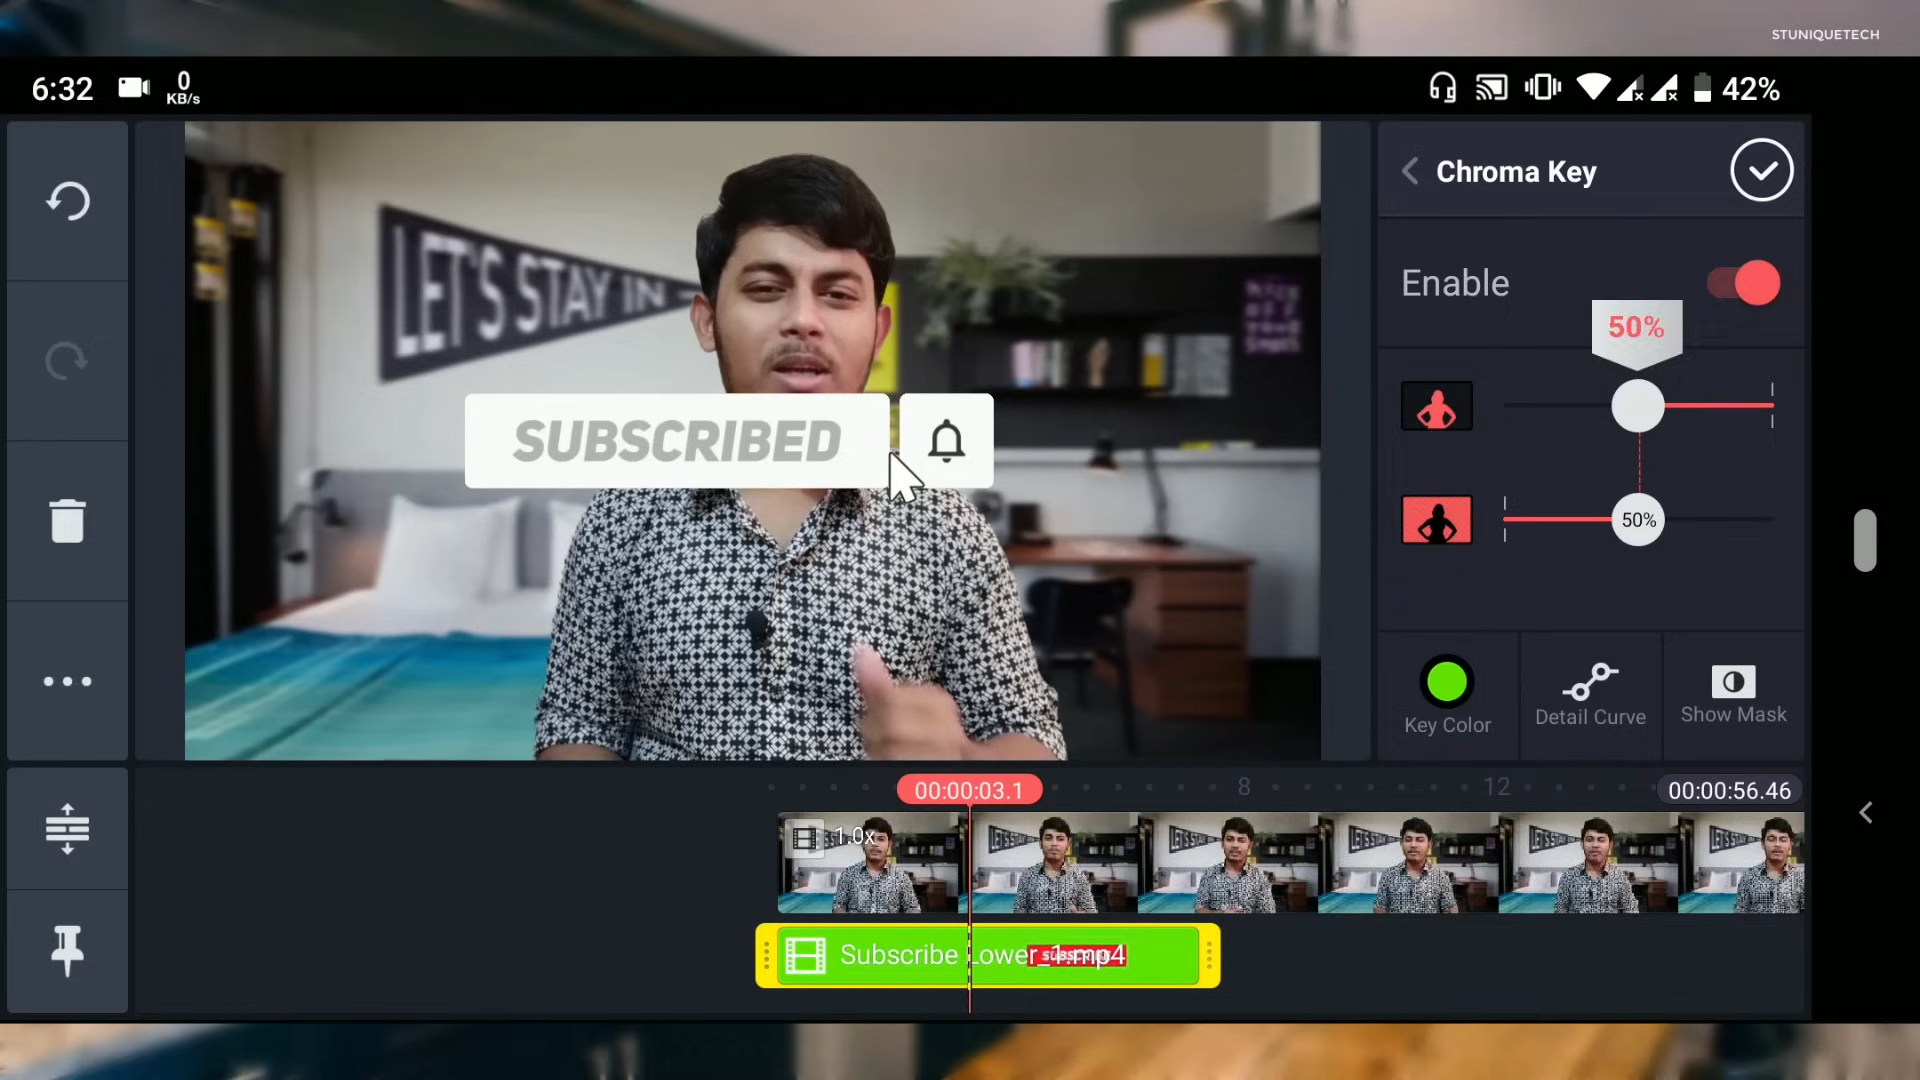 STUNIQUETECH
6:32
0
KB/s
42%
Chroma Key
Enable
50%
50%
LET'S STAY IN
SUBSCRIBED
Key Color
Detail Curve
Show Mask
00:00:03.1
8
12
00:00:56.46
1.0x
Subscribe Lower_1.mp4